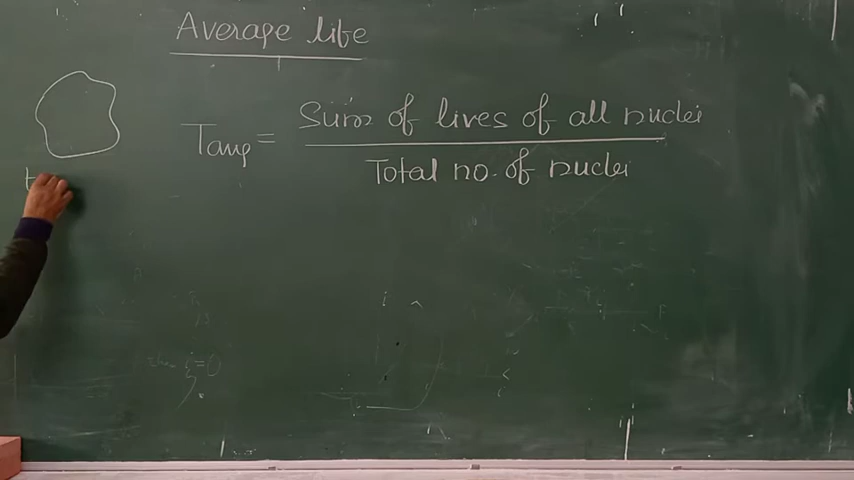 Average life
Tavg = Sum of lives of all nuclei
Total no. of nuclei
t